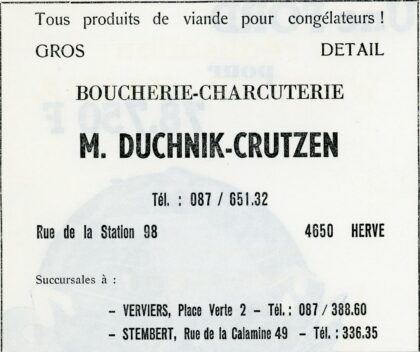 Tous produits de viande pour congélateurs !
GROS DETAIL
BOUCHERIE-CHARCUTERIE
M. DUCHNIK-CRUTZEN
Tél. : 087 / 651.32
Rue de la Station 98 4650 HERVE
Succursales à :
– VERVIERS, Place Verte 2 – Tél. : 087 / 388.60
– STEMBERT, Rue de la Calamine 49 – Tél. : 336.35